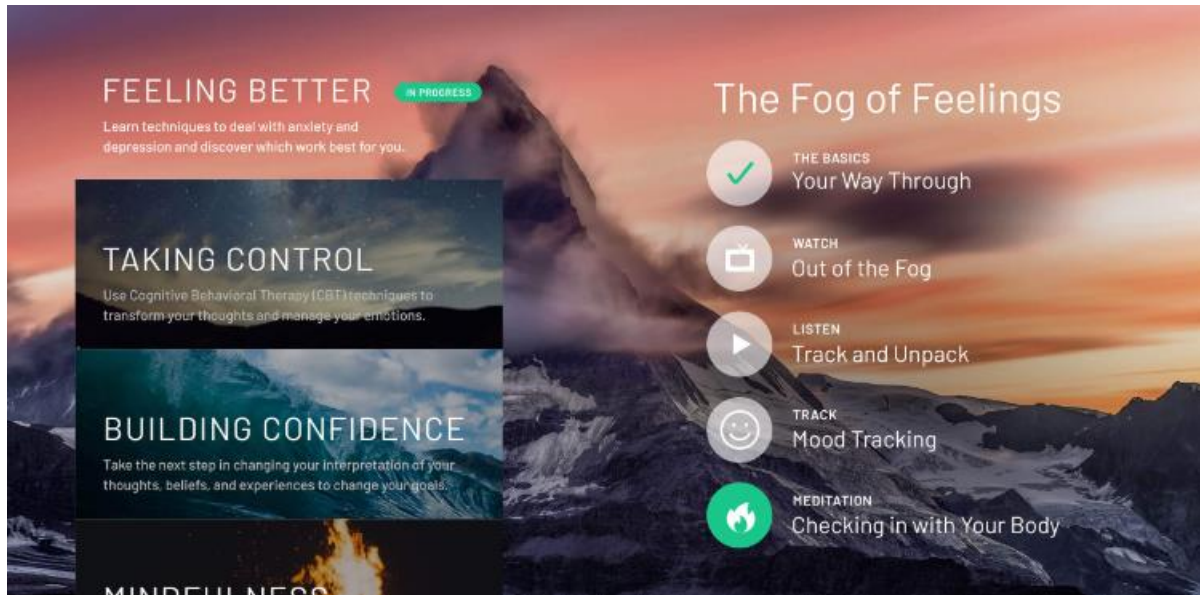 FEELING BETTER
IN PROGRESS
Learn techniques to deal with anxiety and
depression and discover which work best for you.
TAKING CONTROL
Use Cognitive Behavioral Therapy (CBT) techniques to
transform your thoughts and manage your emotions.
BUILDING CONFIDENCE
Take the next step in changing your interpretation of your
thoughts, beliefs, and experiences to change your goals.
MINDFULNESS
The Fog of Feelings
THE BASICS
Your Way Through
WATCH
Out of the Fog
LISTEN
Track and Unpack
TRACK
Mood Tracking
MEDITATION
Checking in with Your Body